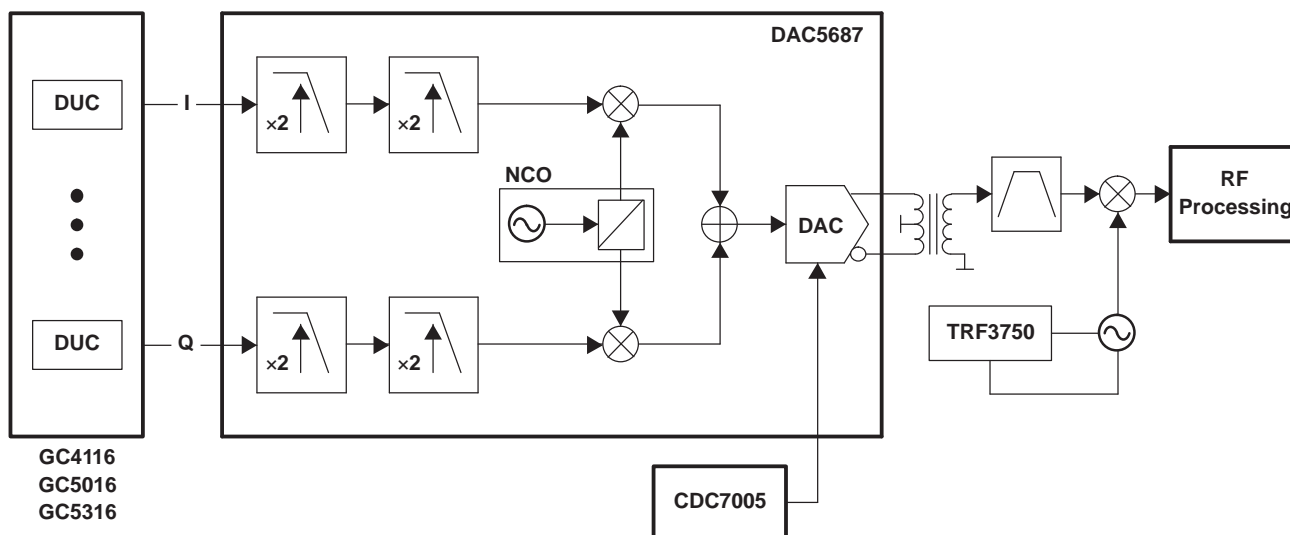 DAC5687
DUC
I
×2
×2
NCO
DAC
RF
Processing
DUC
Q
×2
×2
TRF3750
GC4116
GC5016
GC5316
CDC7005